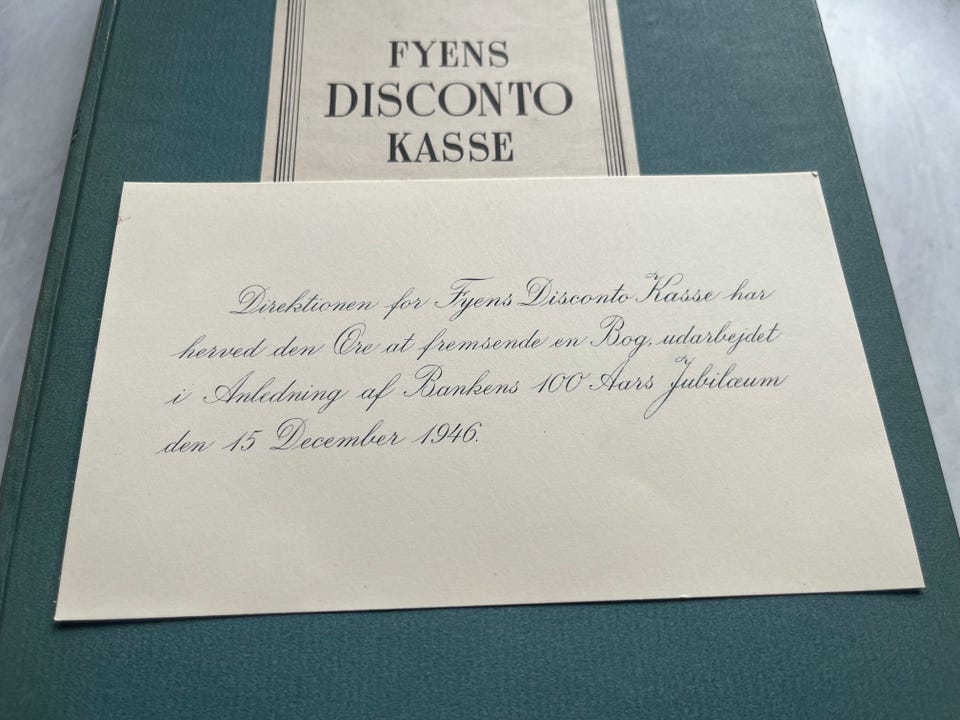 FYENS
DISCONTO
KASSE
Direktionen for Fyens Disconto Kasse har
herved den Ære at fremsende en Bog, udarbejdet
i Anledning af Bankens 100 Aars Jubilæum
den 15 December 1946.